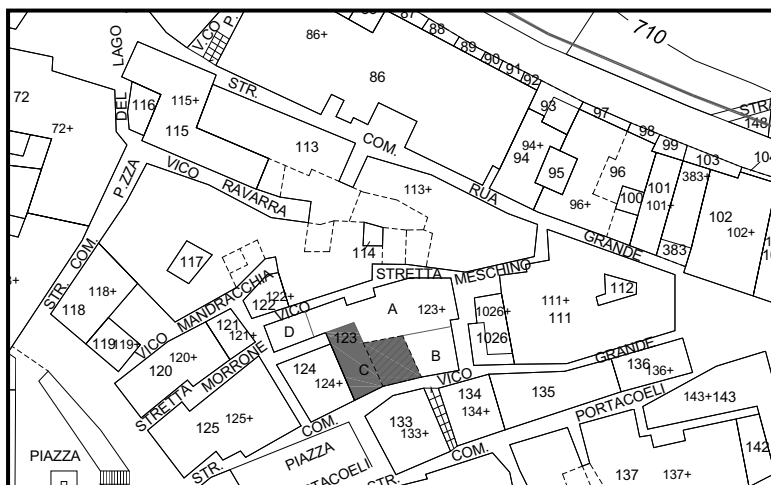 V.CO P.
86+
87
88
89
90
91
92
710
72
72+
DEL LAGO
116
115+
115
STR.
86
93
97
98
99
STR
148
113
COM.
94+
94
95
96
96+
100
101
101+
383+
103
104
102
102+
383
P.ZZA
VICO
RAVARRA
113+
RUA
GRANDE
114
117
STRETTA
MESCHINO
STR.
COM.
118+
118
119
119+
MANDRACCHIA
VICO
122+
122
VICO
A
123+
1026+
1026
111+
111
112
D
123
C
B
121
121+
120+
120
STRETTA
MORRONE
124
124+
VICO
GRANDE
125+
125
134
134+
135
136
136+
PORTACOELI
143+
143
133
133+
STR.
COM.
PIAZZA
PIAZZA
STR.
COM.
137
137+
142